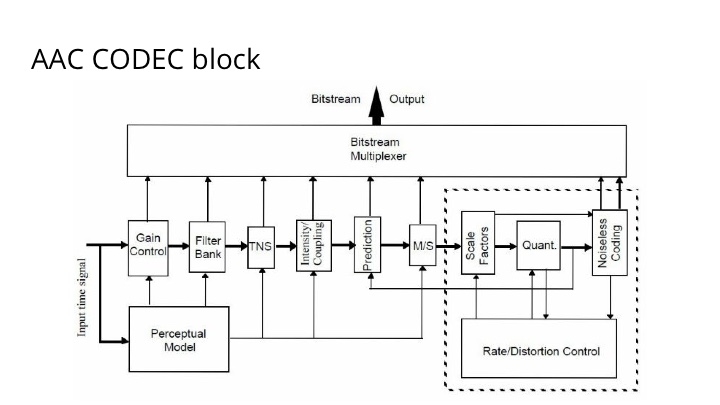 AAC CODEC block
Bitstream Output
Bitstream
Multiplexer
Gain
Control
Filter
Bank
TNS
Intensity/
Coupling
Prediction
M/S
Scale
Factors
Quant.
Noiseless
Coding
Input time signal
Perceptual
Model
Rate/Distortion Control